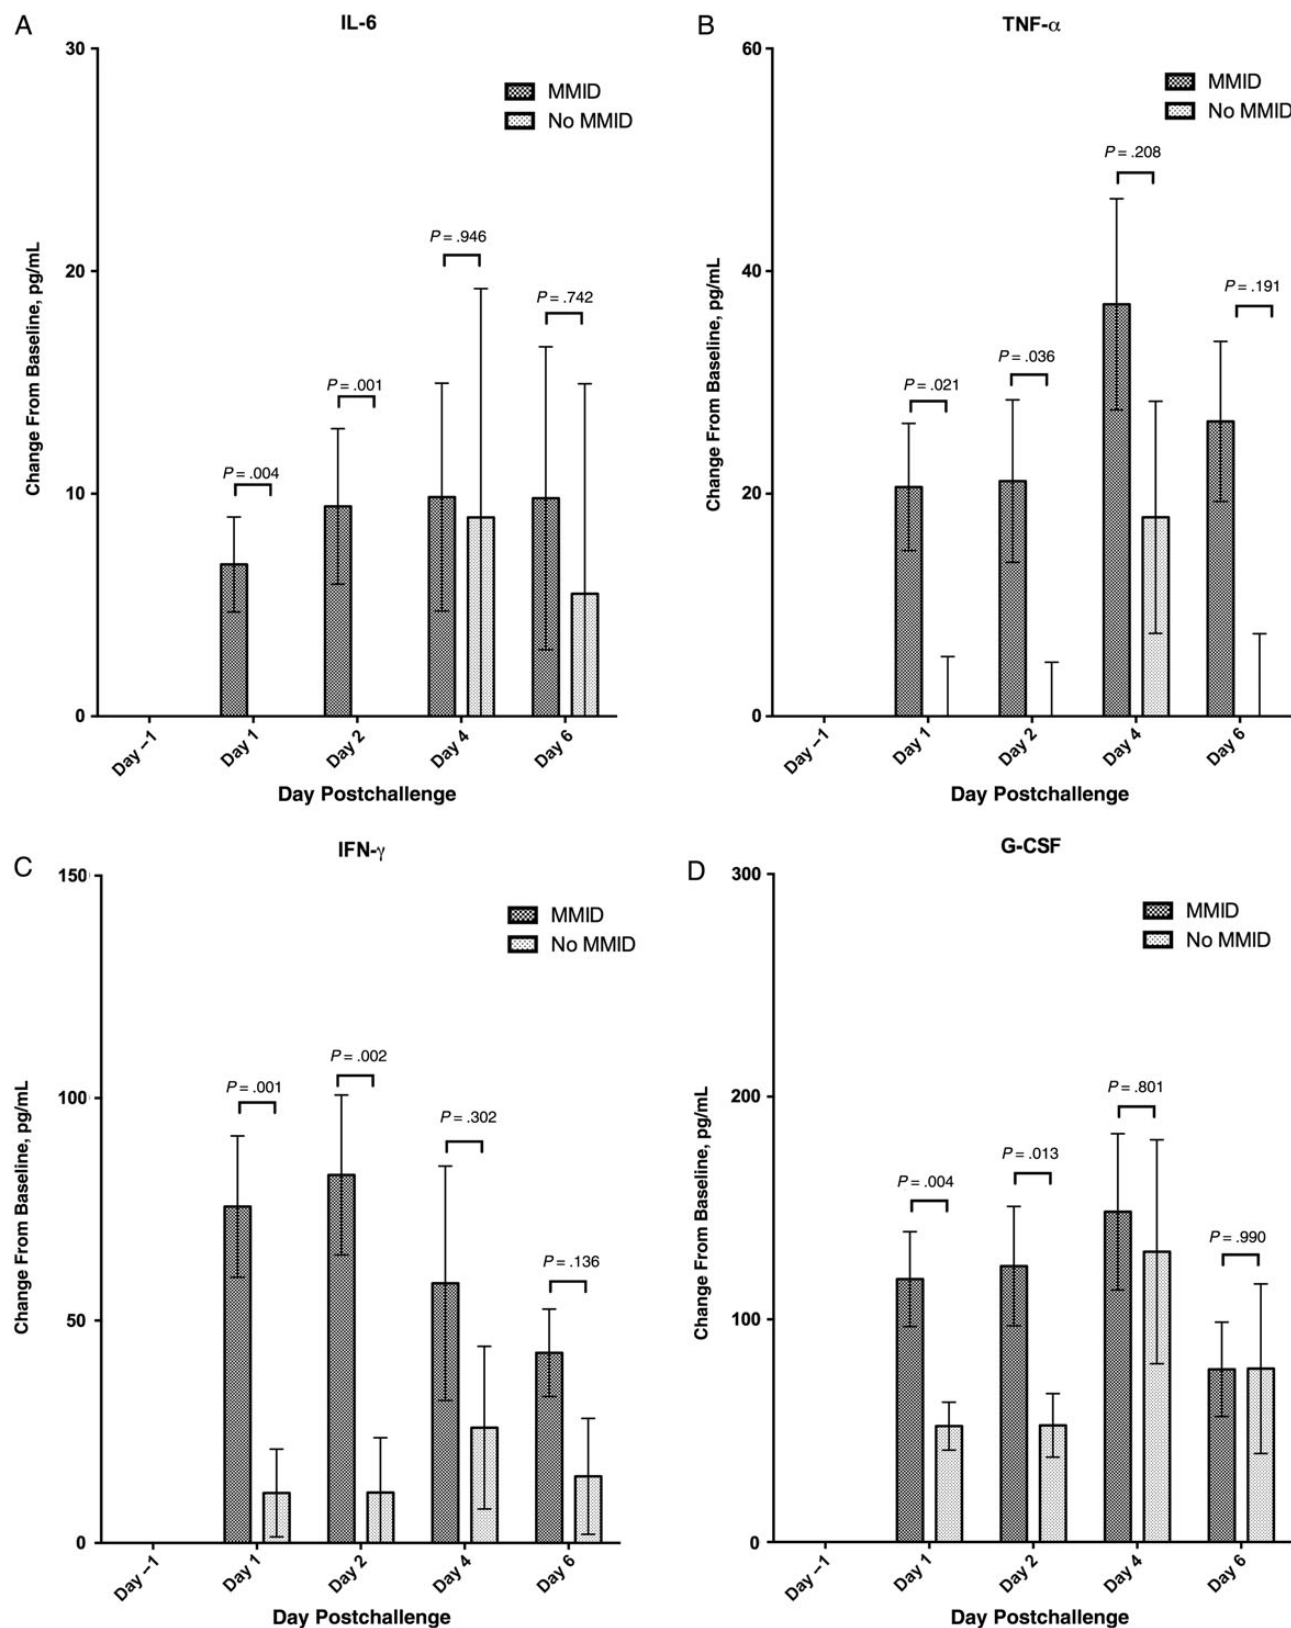 A
IL-6
30
20
10
0
Change From Baseline, pg/mL
MMID
No MMID
P = .004
P = .001
P = .946
P = .742
Day –1
Day 1
Day 2
Day 4
Day 6
Day Postchallenge
B
TNF-α
60
40
20
0
Change From Baseline, pg/mL
MMID
No MMID
P = .021
P = .036
P = .208
P = .191
Day –1
Day 1
Day 2
Day 4
Day 6
Day Postchallenge
C
IFN-γ
150
100
50
0
Change From Baseline, pg/mL
MMID
No MMID
P = .001
P = .002
P = .302
P = .136
Day –1
Day 1
Day 2
Day 4
Day 6
Day Postchallenge
D
G-CSF
300
200
100
0
Change From Baseline, pg/mL
MMID
No MMID
P = .004
P = .013
P = .801
P = .990
Day –1
Day 1
Day 2
Day 4
Day 6
Day Postchallenge